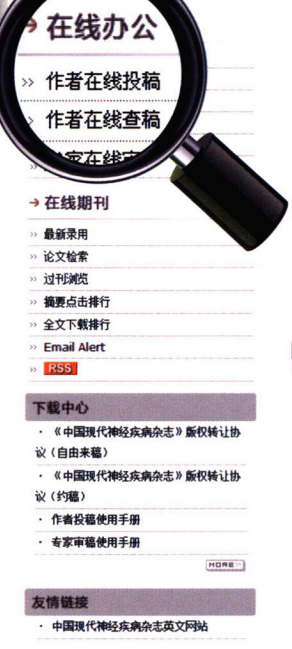 在线办公
作者在线投稿
作者在线查稿
家在线
在线期刊
最新录用
论文检索
过刊浏览
摘要点击排行
全文下载排行
Email Alert
RSS
下载中心
· 《中国现代神经疾病杂志》版权转让协
议（自由来稿）
· 《中国现代神经疾病杂志》版权转让协
议（约稿）
· 作者投稿使用手册
· 专家审稿使用手册
MORE
友情链接
· 中国现代神经疾病杂志英文网站